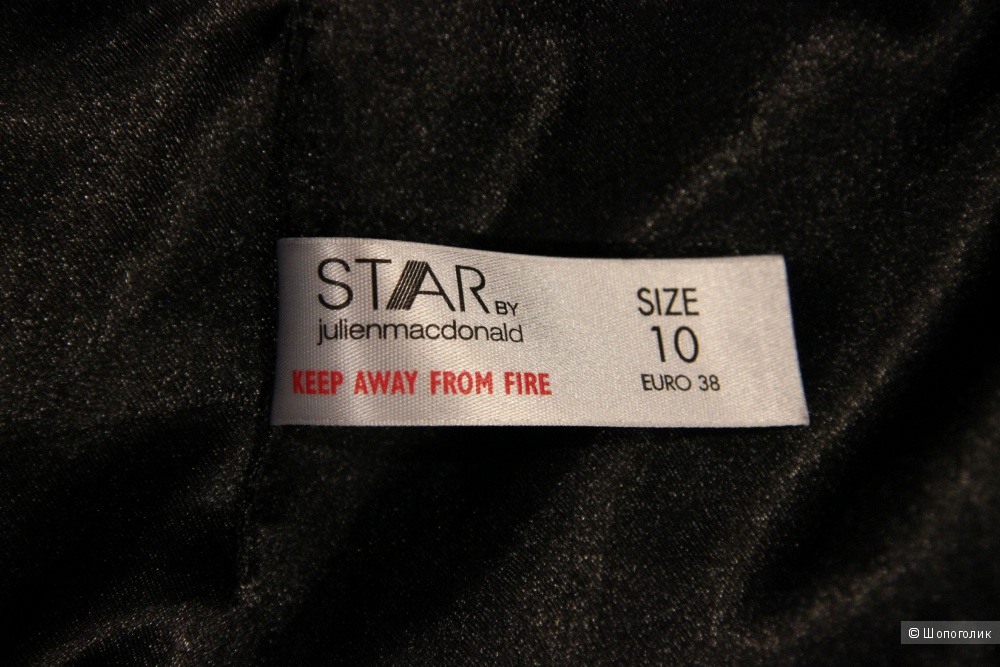 STAR BY
julienmacdonald
KEEP AWAY FROM FIRE
SIZE
10
EURO 38
© Шопоголик